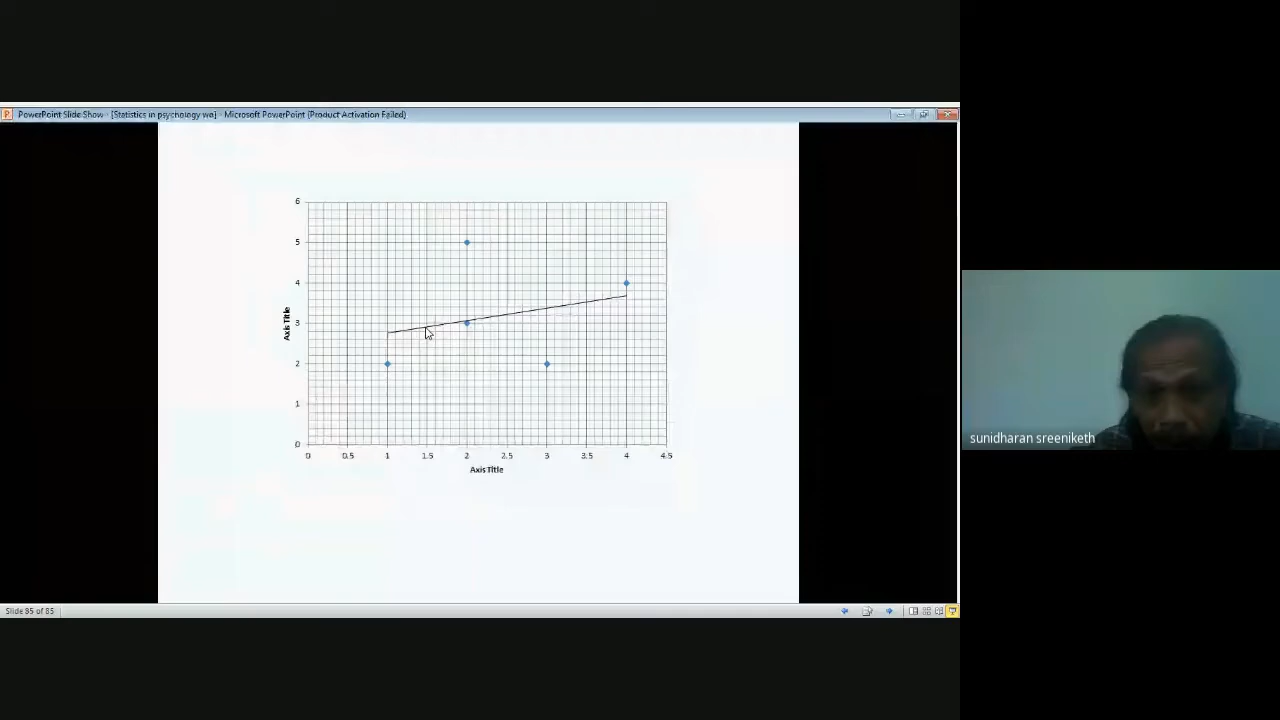 PowerPoint Slide Show - [Statistics in psychology wa] - Microsoft PowerPoint (Product Activation Failed)
6
5
4
3
2
1
0
Axis Title
0 0.5 1 1.5 2 2.5 3 3.5 4 4.5
Axis Title
sunidharan sreeniketh
Slide 85 of 85